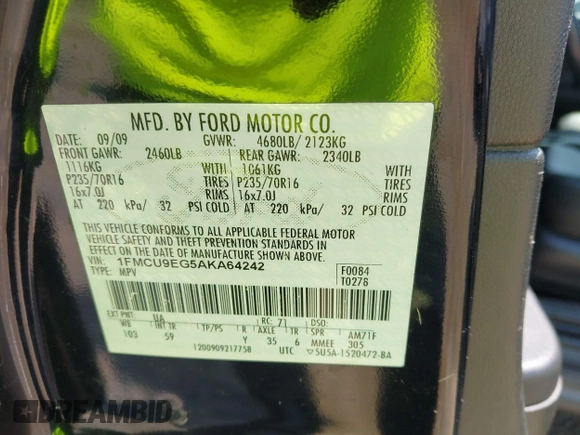 MFD. BY FORD MOTOR CO.
DATE: 09/09 GVWR: 4680LB/ 2123KG
FRONT GAWR: 2460LB REAR GAWR: 2340LB
1116KG WITH 1061KG WITH
P235/70R16 TIRES P235/70R16 TIRES
16x7.0J RIMS 16x7.0J RIMS
AT 220 kPa/ 32 PSI COLD AT 220 kPa/ 32 PSI COLD
THIS VEHICLE CONFORMS TO ALL APPLICABLE FEDERAL MOTOR
VEHICLE SAFETY AND THEFT PREVENTION STANDARDS IN
EFFECT ON THE DATE OF MANUFACTURE SHOWN ABOVE.
VIN: 1FMCU9EG5AKA64242
TYPE: MPV
F0084
T0276
EXT PNT: UA RC: 71 DSO:
WB INT TR TP/PS R AXLE TR SPR AM71F
103 59 Y 35 6 MMEE 305
120090921775B UTC 5U5A-1520472-BA
DREAMBID